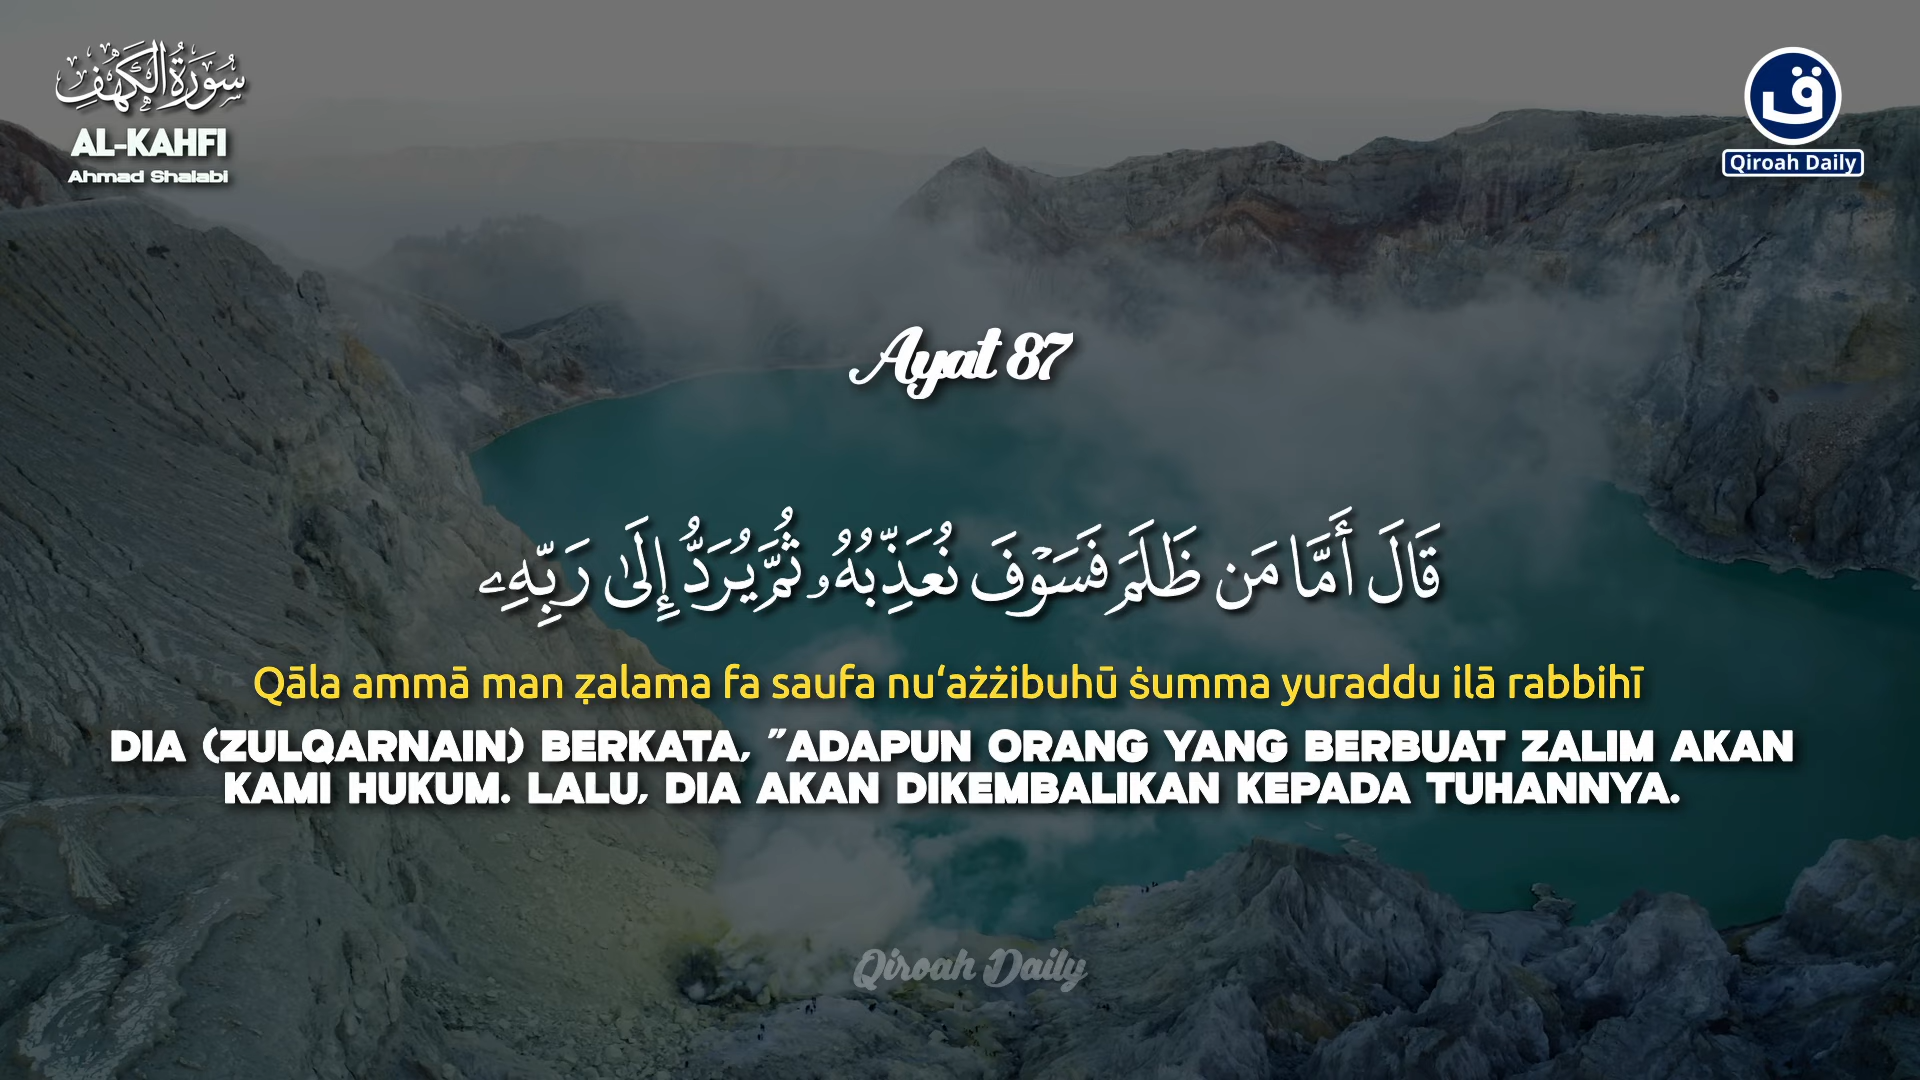 سُورَةُ الكَهْفِ
AL-KAHFI
Ahmad Shalabi
ق
Qiroah Daily
Ayat 87
قَالَ أَمَّا مَن ظَلَمَ فَسَوْفَ نُعَذِّبُهُۥ ثُمَّ يُرَدُّ إِلَىٰ رَبِّهِۦ
Qāla ammā man ẓalama fa saufa nu‘ażżibuhū ṡumma yuraddu ilā rabbihī
DIA (ZULQARNAIN) BERKATA, "ADAPUN ORANG YANG BERBUAT ZALIM AKAN
KAMI HUKUM. LALU, DIA AKAN DIKEMBALIKAN KEPADA TUHANNYA.
Qiroah Daily